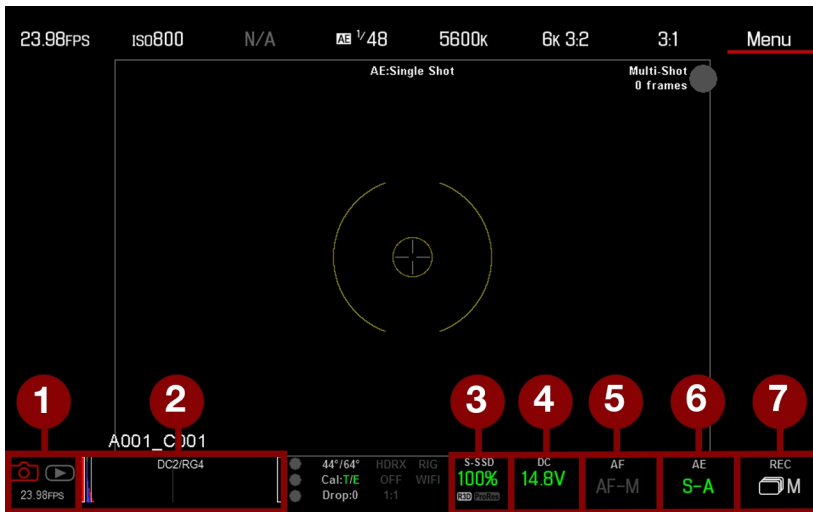 23.98FPS ISO800 N/A AE 1/48 5600K 6K 3:2 3:1 Menu
AE:Single Shot
Multi-Shot
0 frames
1 2 3 4 5 6 7
A001_C001
23.98FPS
DC2/RG4
44°/64° HDRX RIG
Cal:T/E OFF WIFI
Drop:0 1:1
S-SSD
100%
R3D ProRes
DC
14.8V
AF
AF-M
AE
S-A
REC
M